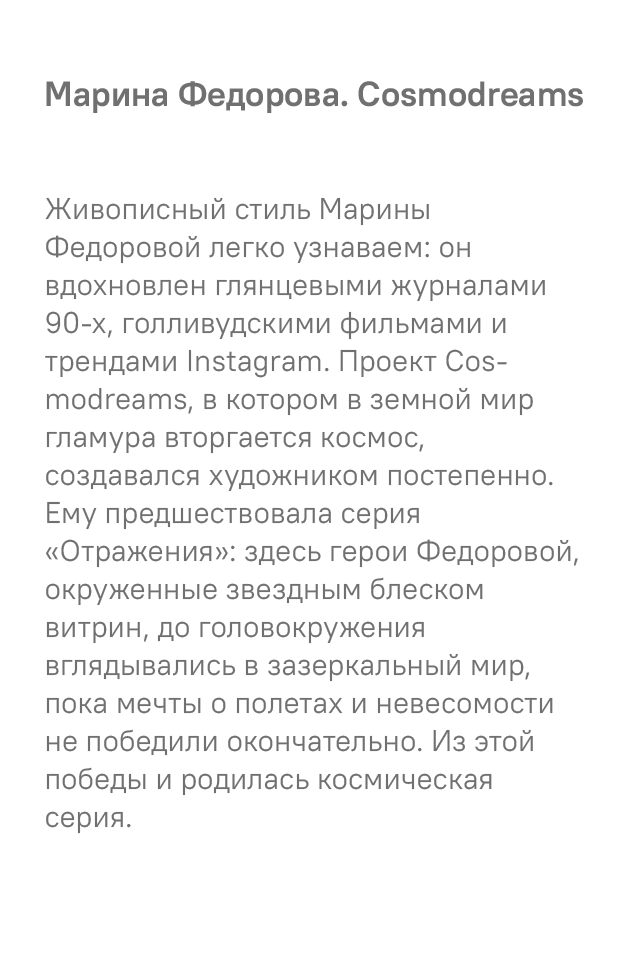 Марина Федорова. Cosmodreams
Живописный стиль Марины
Федоровой легко узнаваем: он
вдохновлен глянцевыми журналами
90-х, голливудскими фильмами и
трендами Instagram. Проект Cos-
modreams, в котором в земной мир
гламура вторгается космос,
создавался художником постепенно.
Ему предшествовала серия
«Отражения»: здесь герои Федоровой,
окруженные звездным блеском
витрин, до головокружения
вглядывались в зазеркальный мир,
пока мечты о полетах и невесомости
не победили окончательно. Из этой
победы и родилась космическая
серия.